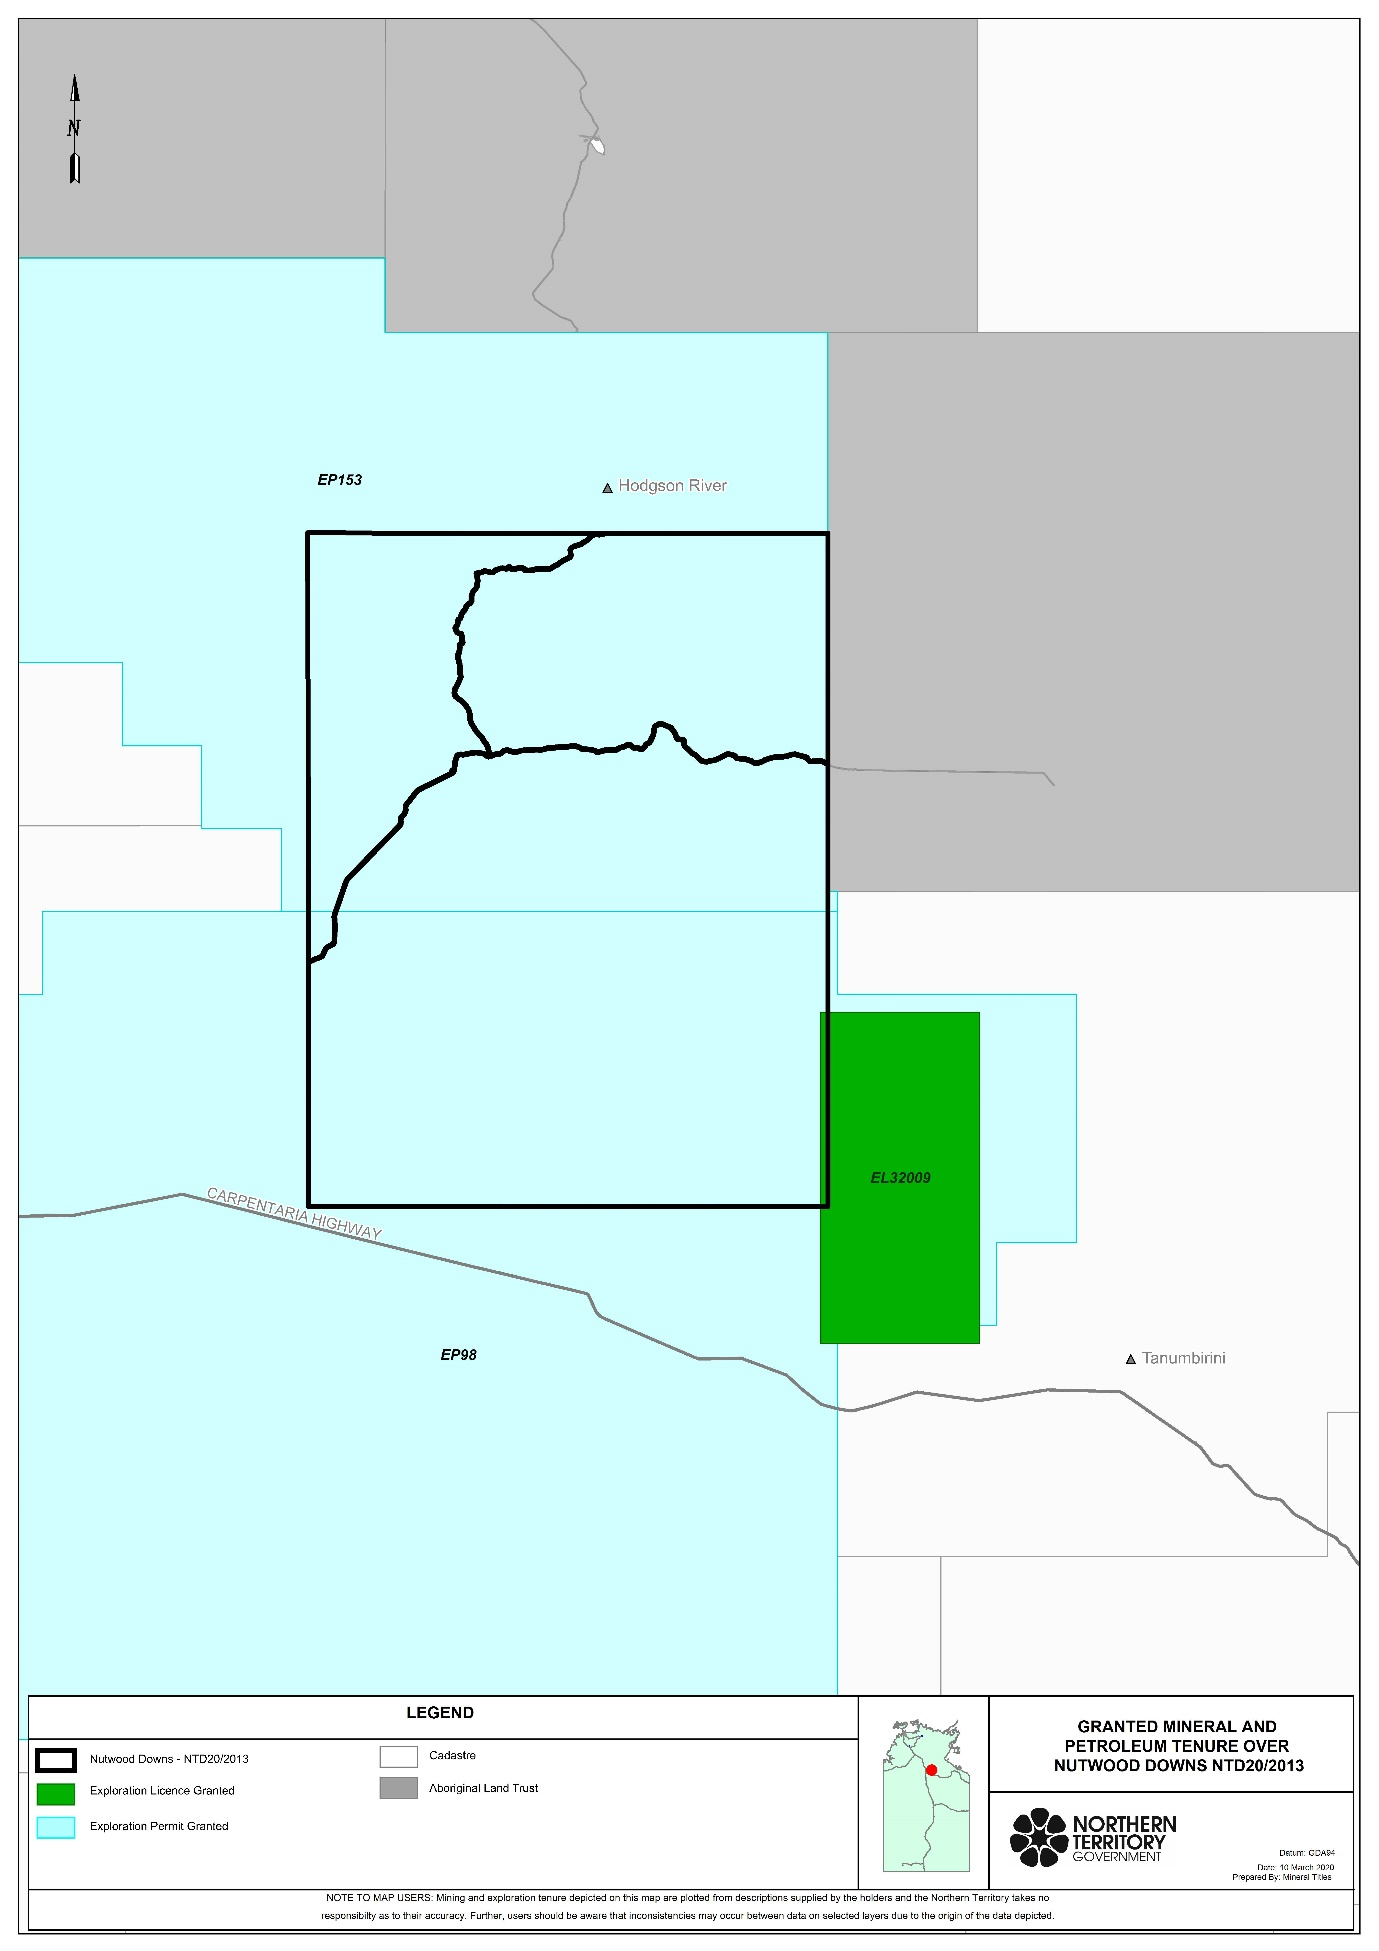 N
EP153
Hodgson River
EL32009
CARPENTARIA HIGHWAY
EP98
Tanumbirini
LEGEND
Nutwood Downs - NTD20/2013
Exploration Licence Granted
Exploration Permit Granted
Cadastre
Aboriginal Land Trust
GRANTED MINERAL AND
PETROLEUM TENURE OVER
NUTWOOD DOWNS NTD20/2013
NORTHERN
TERRITORY
GOVERNMENT
Datum: GDA94
Date: 10 March 2020
Prepared By: Mineral Titles
NOTE TO MAP USERS: Mining and exploration tenure depicted on this map are plotted from descriptions supplied by the holders and the Northern Territory takes no
responsibilty as to their accuracy. Further, users should be aware that inconsistencies may occur between data on selected layers due to the origin of the data depicted.